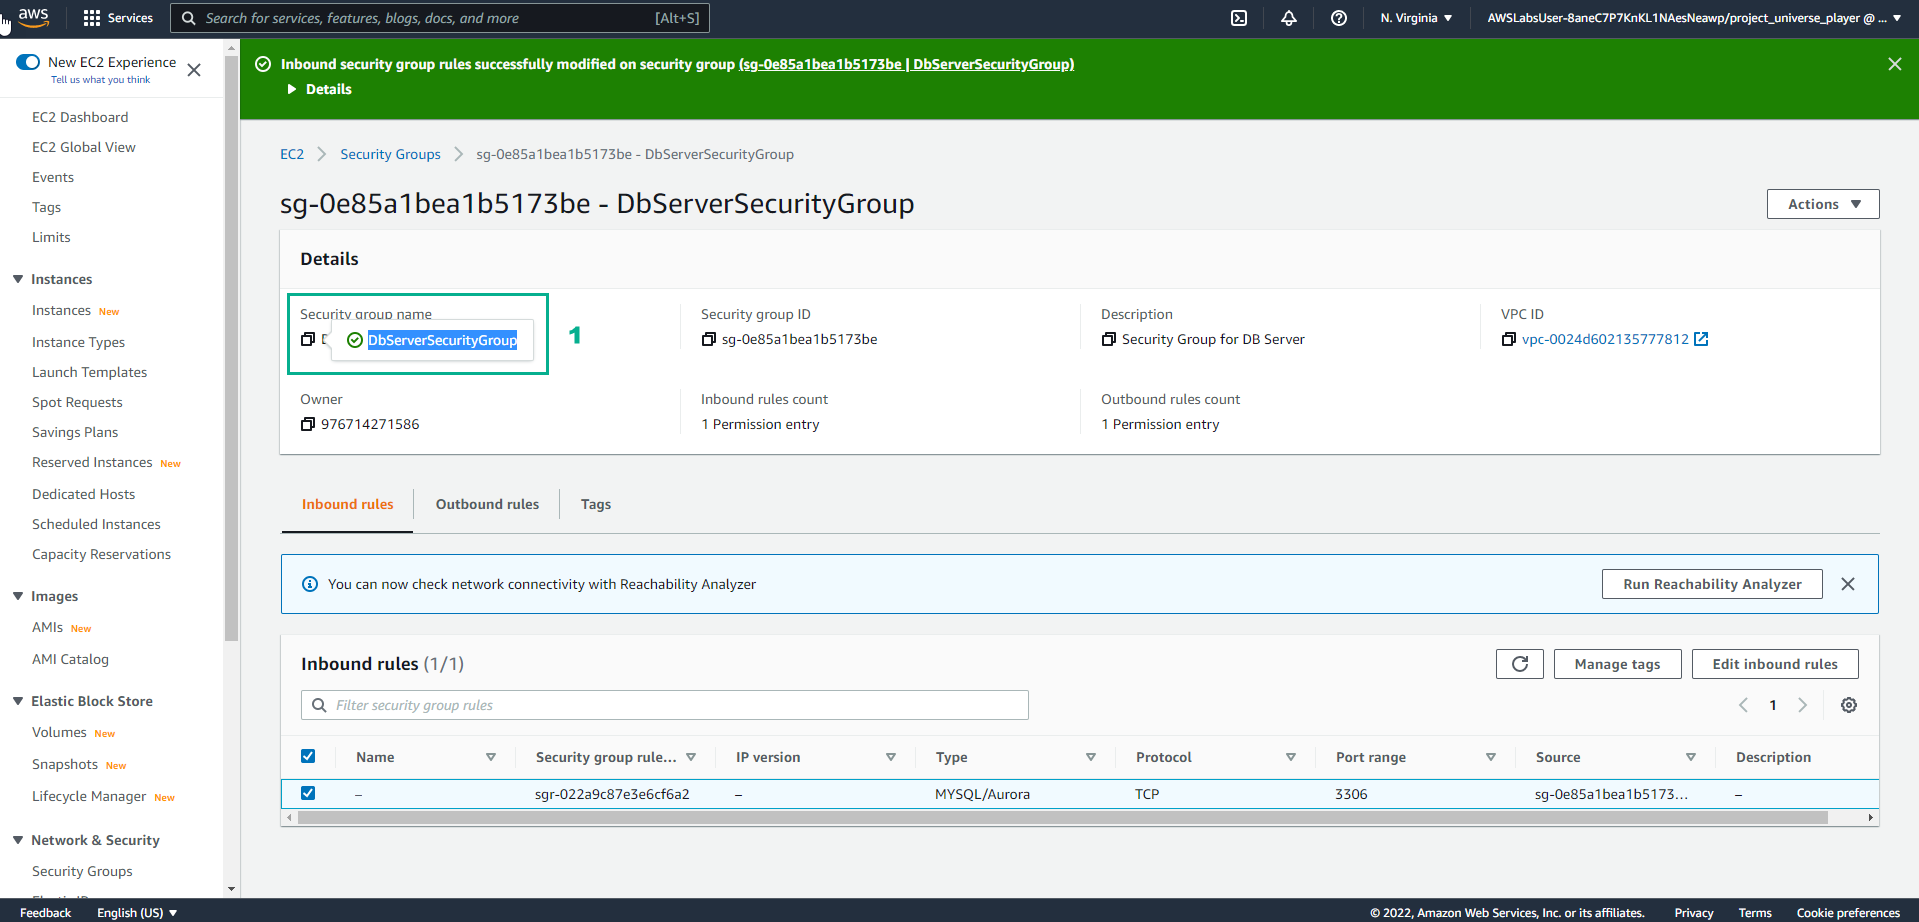 aws Services Search for services, features, blogs, docs, and more [Alt+S] N. Virginia AWSLabsUser-8aneC7P7KnKL1NAesNeawp/project_universe_player @ ...
New EC2 Experience
Tell us what you think
EC2 Dashboard
EC2 Global View
Events
Tags
Limits
Instances
Instances New
Instance Types
Launch Templates
Spot Requests
Savings Plans
Reserved Instances New
Dedicated Hosts
Scheduled Instances
Capacity Reservations
Images
AMIs New
AMI Catalog
Elastic Block Store
Volumes New
Snapshots New
Lifecycle Manager New
Network & Security
Security Groups
Inbound security group rules successfully modified on security group (sg-0e85a1bea1b5173be | DbServerSecurityGroup)
Details
EC2 Security Groups sg-0e85a1bea1b5173be - DbServerSecurityGroup
sg-0e85a1bea1b5173be - DbServerSecurityGroup
Actions
Details
Security group name
DbServerSecurityGroup
1
Security group ID
sg-0e85a1bea1b5173be
Description
Security Group for DB Server
VPC ID
vpc-0024d602135777812
Owner
976714271586
Inbound rules count
1 Permission entry
Outbound rules count
1 Permission entry
Inbound rules Outbound rules Tags
You can now check network connectivity with Reachability Analyzer Run Reachability Analyzer
Inbound rules (1/1) Manage tags Edit inbound rules
Filter security group rules 1
Name Security group rule... IP version Type Protocol Port range Source Description
– sgr-022a9c87e3e6cf6a2 – MYSQL/Aurora TCP 3306 sg-0e85a1bea1b5173... –
Feedback English (US) © 2022, Amazon Web Services, Inc. or its affiliates. Privacy Terms Cookie preferences